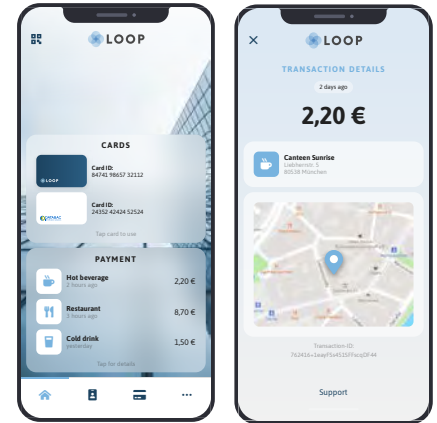 LOOP
CARDS
LOOP
Card ID:
84741 98657 32112
Card ID:
24352 42424 52524
Tap card to use
PAYMENT
Hot beverage
2 hours ago
2,20 €
Restaurant
3 hours ago
8,70 €
Cold drink
yesterday
1,50 €
Tap for details
LOOP
TRANSACTION DETAILS
2 days ago
2,20 €
Canteen Sunrise
Liebherrstr. 5
80538 München
Transaction-ID:
Support